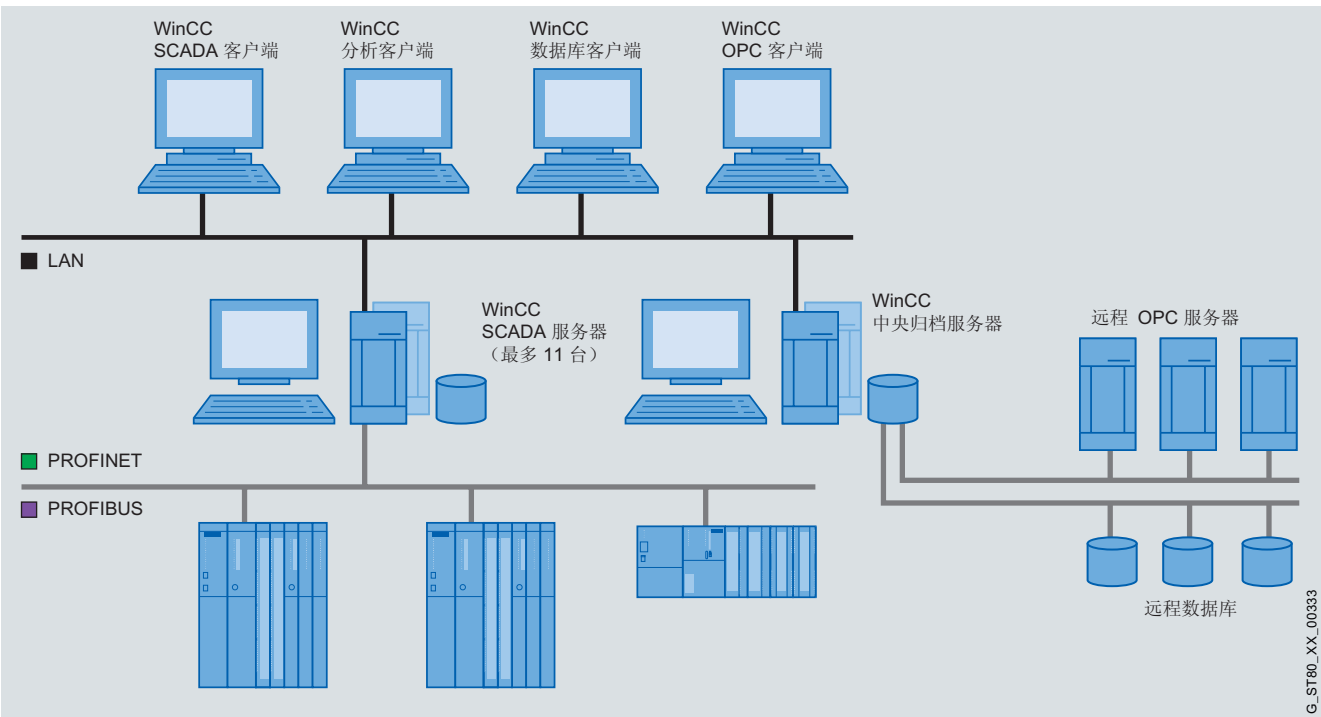 WinCC
SCADA 客户端
WinCC
分析客户端
WinCC
数据库客户端
WinCC
OPC 客户端
LAN
WinCC
SCADA 服务器
（最多 11 台）
WinCC
中央归档服务器
远程 OPC 服务器
PROFINET
PROFIBUS
远程数据库
G_ST80_XX_00333